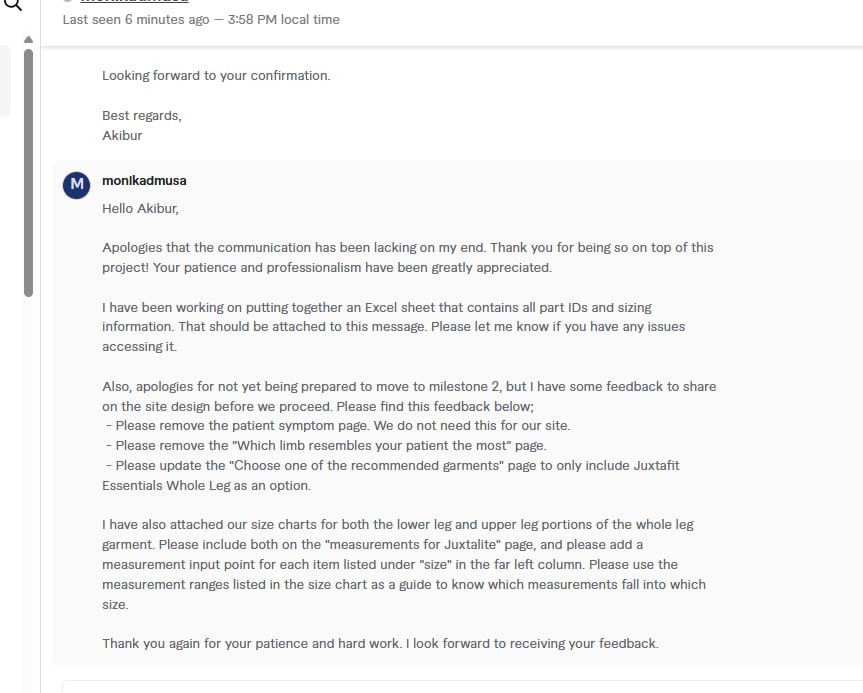 Last seen 6 minutes ago — 3:58 PM local time
Looking forward to your confirmation.
Best regards,
Akibur
M
monikadmusa
Hello Akibur,
Apologies that the communication has been lacking on my end. Thank you for being so on top of this
project! Your patience and professionalism have been greatly appreciated.
I have been working on putting together an Excel sheet that contains all part IDs and sizing
information. That should be attached to this message. Please let me know if you have any issues
accessing it.
Also, apologies for not yet being prepared to move to milestone 2, but I have some feedback to share
on the site design before we proceed. Please find this feedback below;
- Please remove the patient symptom page. We do not need this for our site.
- Please remove the "Which limb resembles your patient the most" page.
- Please update the "Choose one of the recommended garments" page to only include Juxtafit
Essentials Whole Leg as an option.
I have also attached our size charts for both the lower leg and upper leg portions of the whole leg
garment. Please include both on the "measurements for Juxtalite" page, and please add a
measurement input point for each item listed under "size" in the far left column. Please use the
measurement ranges listed in the size chart as a guide to know which measurements fall into which
size.
Thank you again for your patience and hard work. I look forward to receiving your feedback.